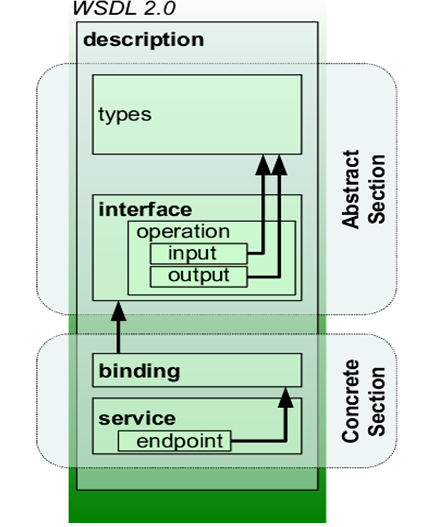 WSDL 2.0
description
types
interface
operation
input
output
Abstract
Section
binding
service
endpoint
Concrete
Section